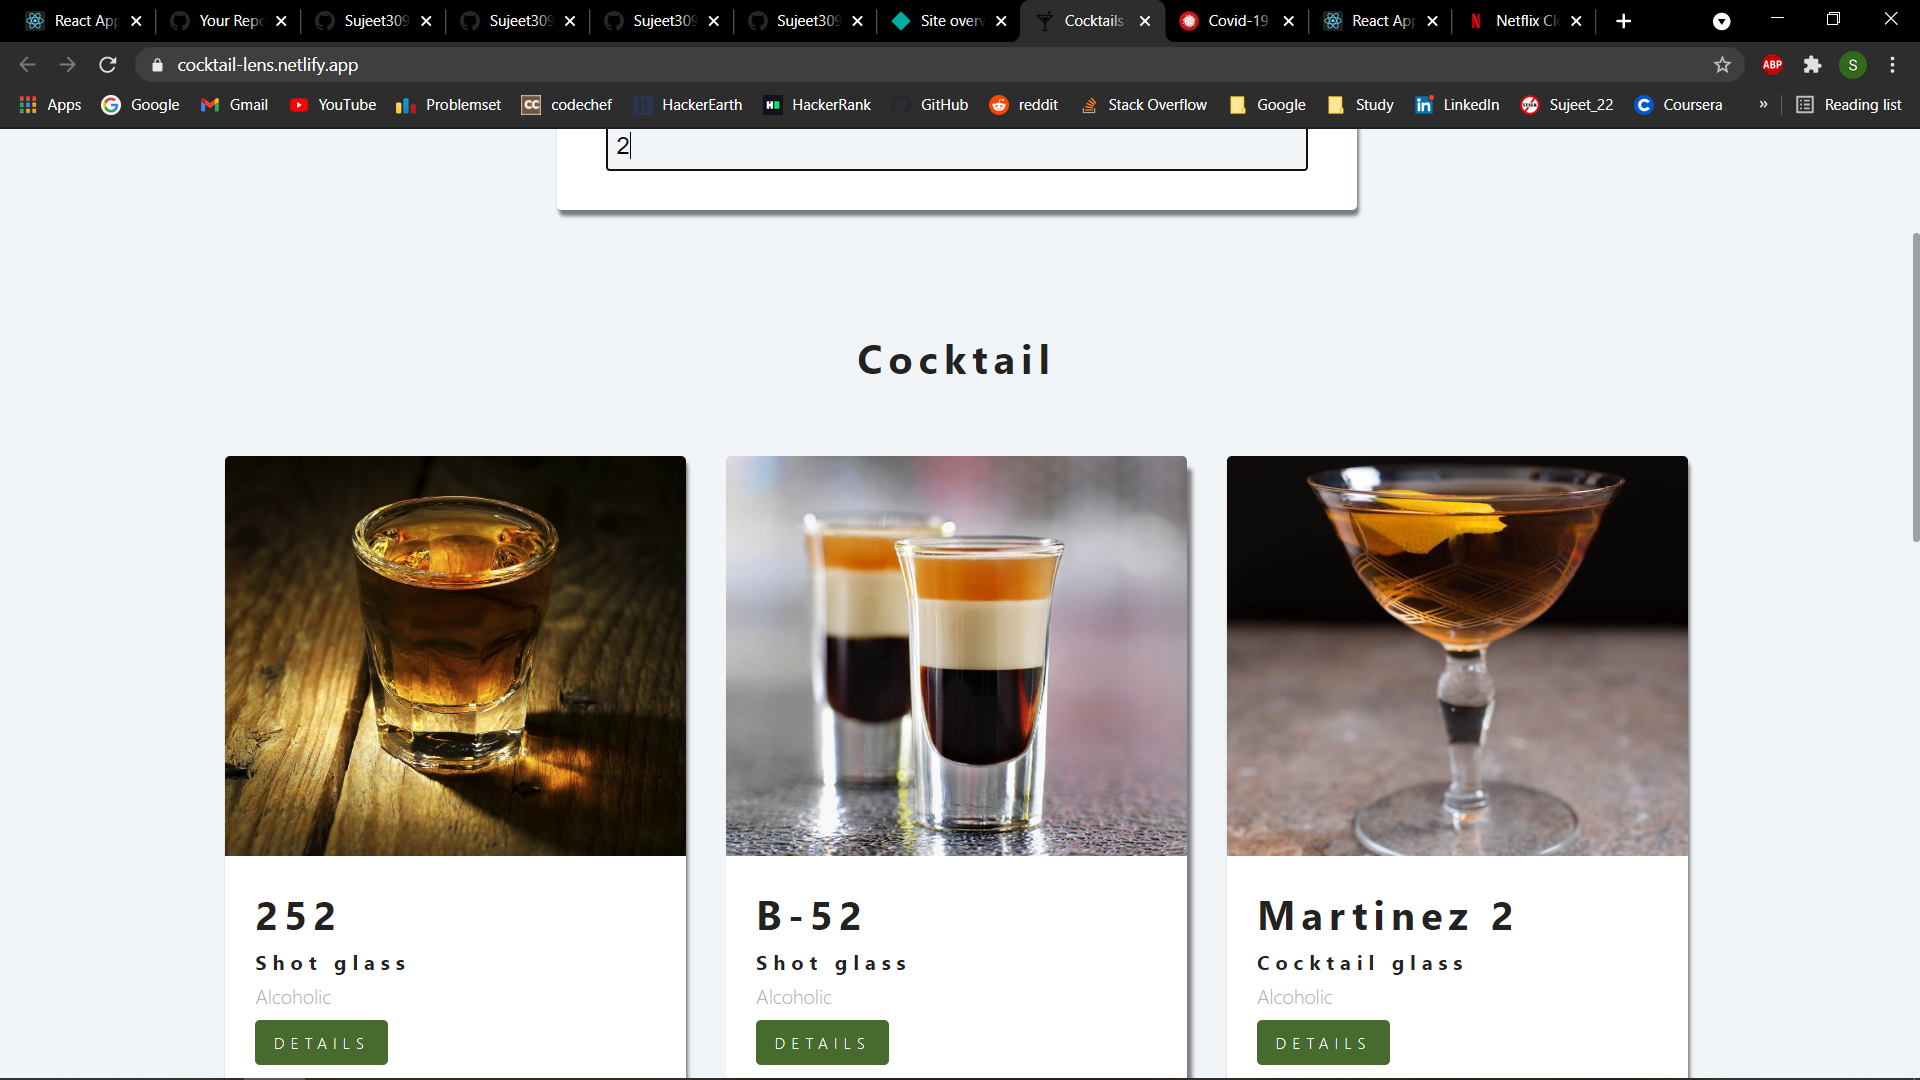 React App Your Repo Sujeet309 Sujeet309 Sujeet309 Sujeet309 Site overv Cocktails Covid-19 React App Netflix Cl
cocktail-lens.netlify.app ABP S
Apps Google Gmail YouTube Problemset CC codechef h HackerEarth H HackerRank GitHub reddit Stack Overflow Google Study in LinkedIn Sujeet_22 C Coursera » Reading list
2
Cocktail
252
Shot glass
Alcoholic
DETAILS
B-52
Shot glass
Alcoholic
DETAILS
Martinez 2
Cocktail glass
Alcoholic
DETAILS